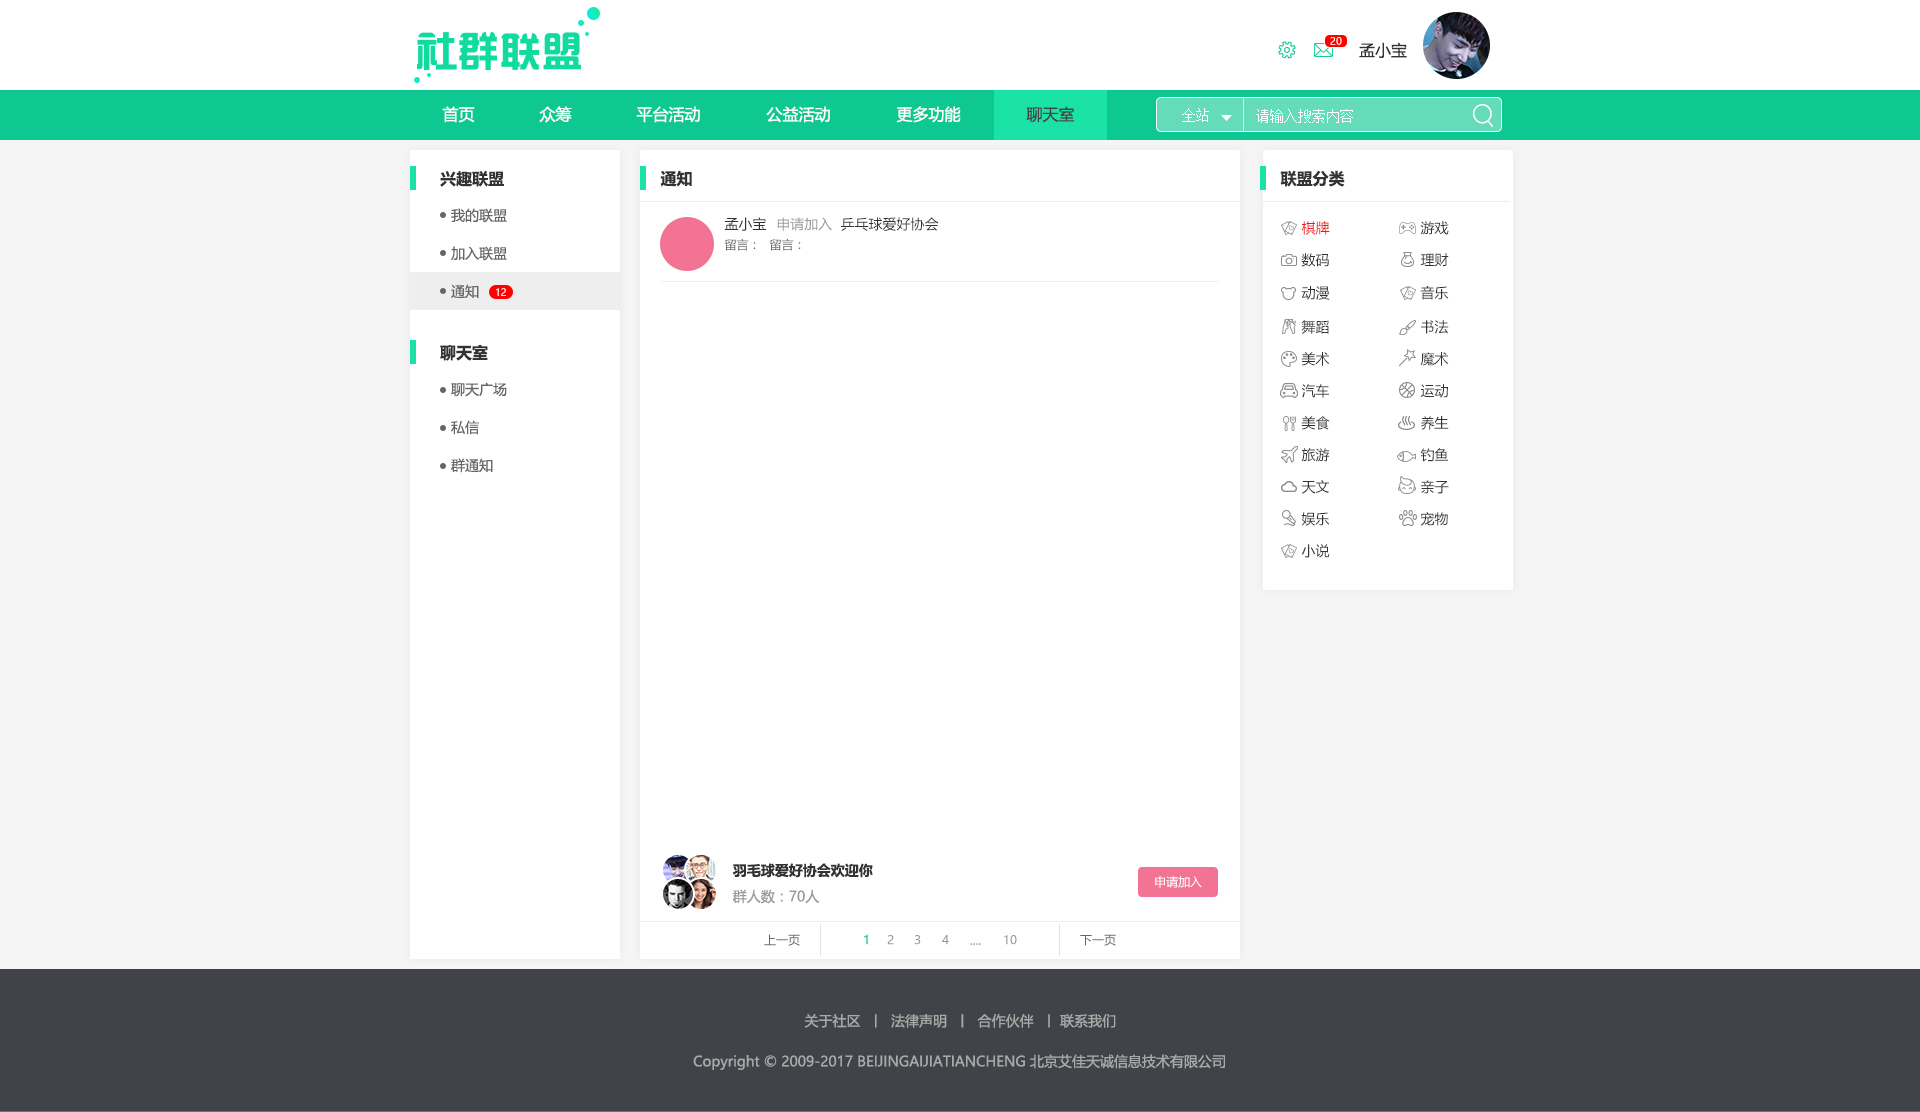 社群联盟
20
孟小宝
首页 众筹 平台活动 公益活动 更多功能 聊天室 全站 请输入搜索内容
兴趣联盟
我的联盟
加入联盟
通知 12
聊天室
聊天广场
私信
群通知
通知
孟小宝 申请加入 乒乓球爱好协会
留言： 留言：
羽毛球爱好协会欢迎你
群人数：70人
申请加入
上一页 1 2 3 4 .... 10 下一页
联盟分类
棋牌 游戏
数码 理财
动漫 音乐
舞蹈 书法
美术 魔术
汽车 运动
美食 养生
旅游 钓鱼
天文 亲子
娱乐 宠物
小说
关于社区 | 法律声明 | 合作伙伴 | 联系我们
Copyright © 2009-2017 BEIJINGAIJIATIANCHENG 北京艾佳天诚信息技术有限公司